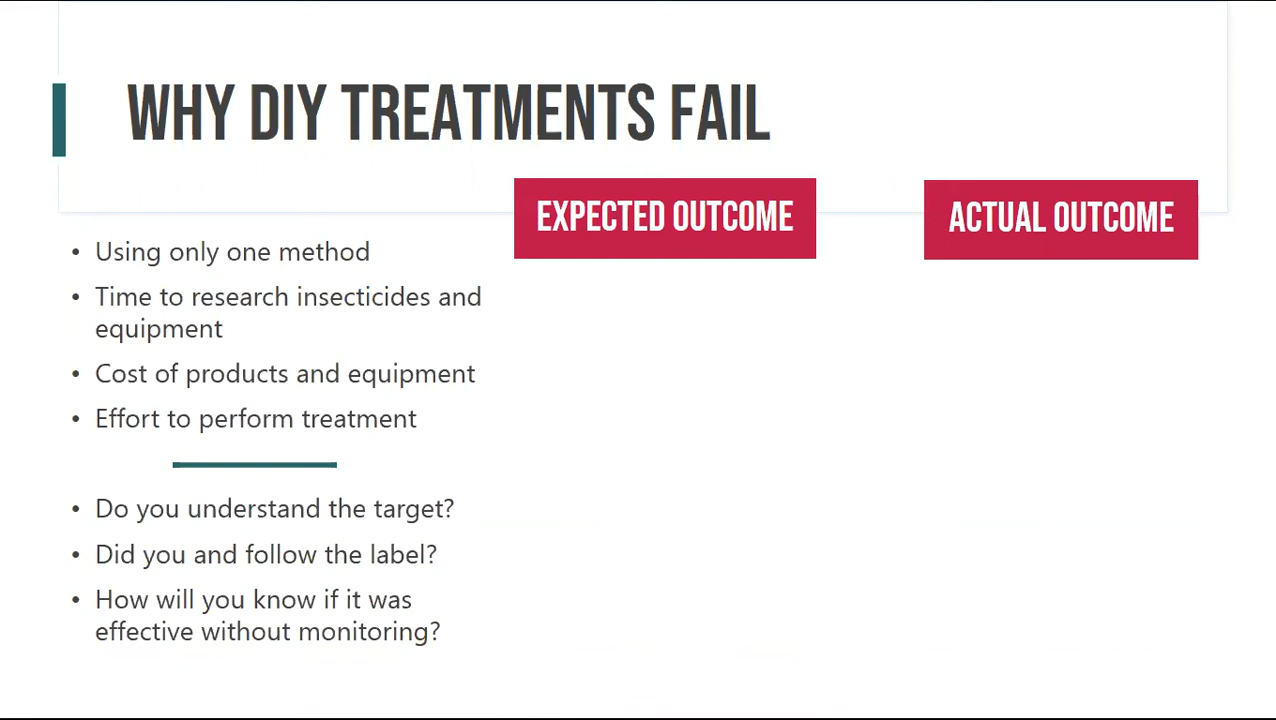 WHY DIY TREATMENTS FAIL
EXPECTED OUTCOME
ACTUAL OUTCOME
• Using only one method
• Time to research insecticides and
equipment
• Cost of products and equipment
• Effort to perform treatment
• Do you understand the target?
• Did you and follow the label?
• How will you know if it was
effective without monitoring?